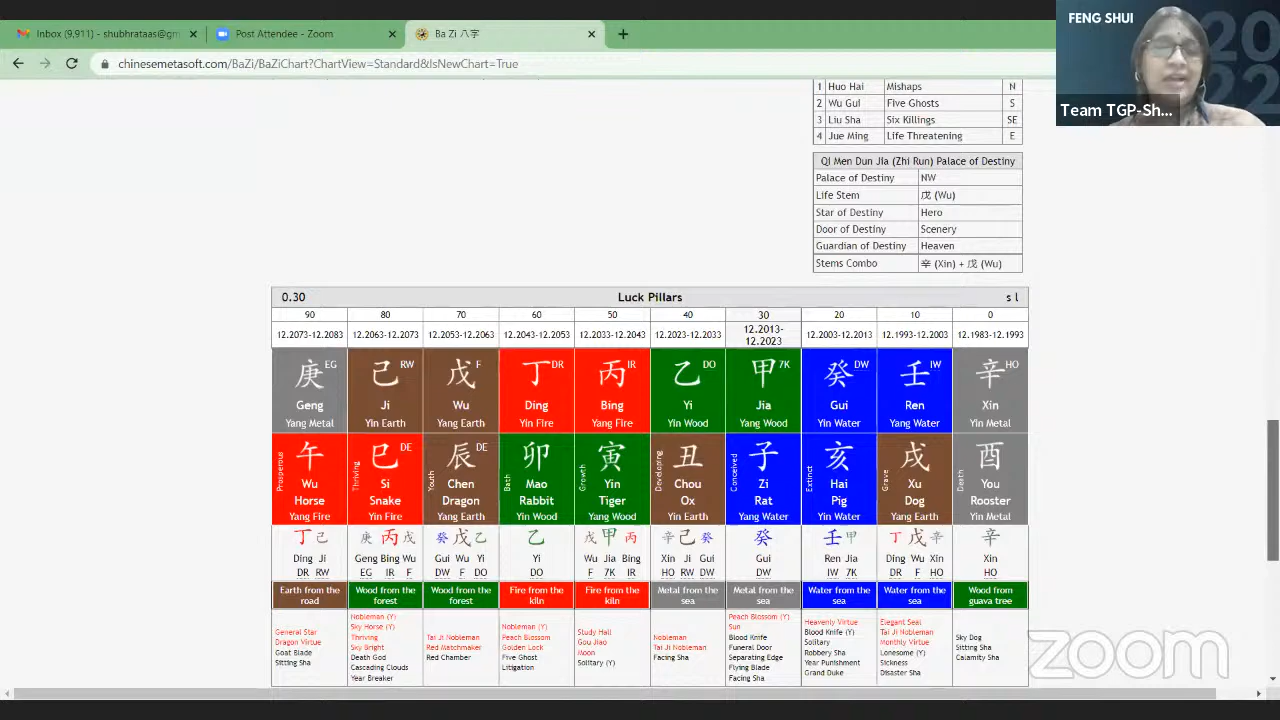 Inbox (9,911) - shubhrataas@gm
Post Attendee - Zoom
Ba Zi 八字
FENG SHUI
2022
chinesemetasoft.com/BaZi/BaZiChart?ChartView=Standard&IsNewChart=True
Team TGP-Sh...
1 Huo Hai Mishaps N
2 Wu Gui Five Ghosts S
3 Liu Sha Six Killings SE
4 Jue Ming Life Threatening E
Qi Men Dun Jia (Zhi Run) Palace of Destiny
Palace of Destiny NW
Life Stem 戊 (Wu)
Star of Destiny Hero
Door of Destiny Scenery
Guardian of Destiny Heaven
Stems Combo 辛 (Xin) + 戊 (Wu)
0.30 Luck Pillars s l
90 80 70 60 50 40 30 20 10 0
12.2073-12.2083 12.2063-12.2073 12.2053-12.2063 12.2043-12.2053 12.2033-12.2043 12.2023-12.2033 12.2013-12.2023 12.2003-12.2013 12.1993-12.2003 12.1983-12.1993
庚 EG 己 RW 戊 F 丁 DR 丙 IR 乙 DO 甲 7K 癸 DW 壬 IW 辛 HO
Geng Ji Wu Ding Bing Yi Jia Gui Ren Xin
Yang Metal Yin Earth Yang Earth Yin Fire Yang Fire Yin Wood Yang Wood Yin Water Yang Water Yin Metal
Prosperous 午 Thriving 巳 DE Youth 辰 DE Bath 卯 Growth 寅 Developing 丑 Conceived 子 Extinct 亥 Grave 戌 Death 酉
Wu Si Chen Mao Yin Chou Zi Hai Xu You
Horse Snake Dragon Rabbit Tiger Ox Rat Pig Dog Rooster
Yang Fire Yin Fire Yang Earth Yin Wood Yang Wood Yin Earth Yang Water Yin Water Yang Earth Yin Metal
丁 己 庚 丙 戊 癸 戊 乙 乙 戊 甲 丙 辛 己 癸 癸 壬 甲 丁 戊 辛 辛
Ding Ji Geng Bing Wu Gui Wu Yi Yi Wu Jia Bing Xin Ji Gui Gui Ren Jia Ding Wu Xin Xin
DR RW EG IR F DW F DO DO F 7K IR HO RW DW DW IW 7K DR F HO HO
Earth from the road Wood from the forest Wood from the forest Fire from the kiln Fire from the kiln Metal from the sea Metal from the sea Water from the sea Water from the sea Wood from guava tree
General Star
Dragon Virtue
Goat Blade
Sitting Sha
Nobleman (Y)
Sky Horse (Y)
Thriving
Sky Bright
Death God
Cascading Clouds
Year Breaker
Tai Ji Nobleman
Red Matchmaker
Red Chamber
Nobleman (Y)
Peach Blossom
Golden Lock
Five Ghost
Litigation
Study Hall
Gou Jiao
Moon
Solitary (Y)
Nobleman
Tai Ji Nobleman
Facing Sha
Peach Blossom (Y)
Sun
Blood Knife
Funeral Door
Separating Edge
Flying Blade
Facing Sha
Heavenly Virtue
Blood Knife (Y)
Solitary
Robbery Sha
Year Punishment
Grand Duke
Elegant Seal
Tai Ji Nobleman
Monthly Virtue
Lonesome (Y)
Sickness
Disaster Sha
Sky Dog
Sitting Sha
Calamity Sha
zoom